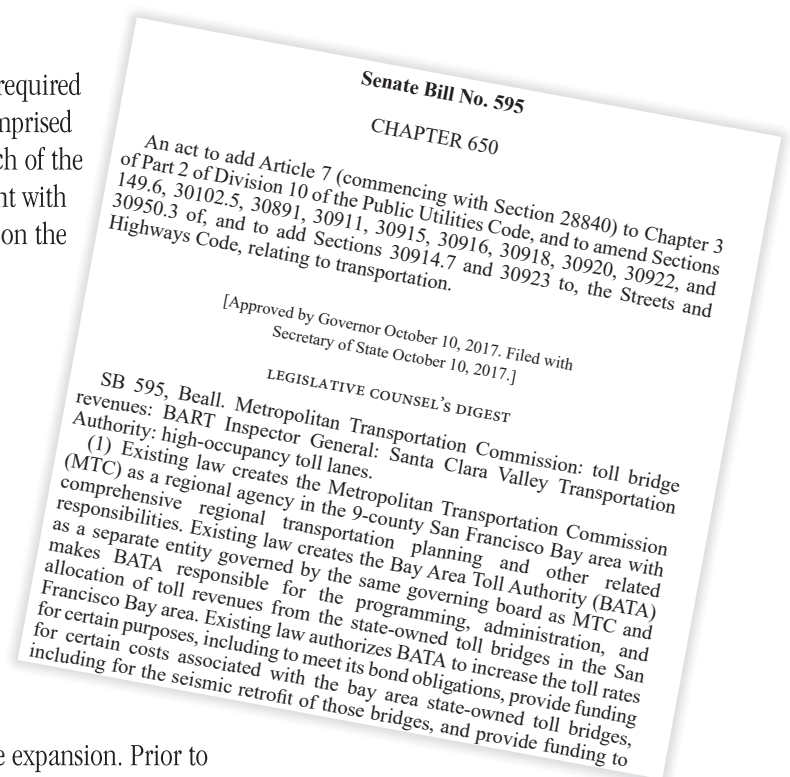 required
mprised
ch of the
nt with
on the
Senate Bill No. 595
CHAPTER 650
An act to add Article 7 (commencing with Section 28840) to Chapter 3
of Part 2 of Division 10 of the Public Utilities Code, and to amend Sections
149.6, 30102.5, 30891, 30911, 30915, 30916, 30918, 30920, 30922, and
30950.3 of, and to add Sections 30914.7 and 30923 to, the Streets and
Highways Code, relating to transportation.
[Approved by Governor October 10, 2017. Filed with
Secretary of State October 10, 2017.]
LEGISLATIVE COUNSEL'S DIGEST
SB 595, Beall. Metropolitan Transportation Commission: toll bridge
revenues: BART Inspector General: Santa Clara Valley Transportation
Authority: high-occupancy toll lanes.
(1) Existing law creates the Metropolitan Transportation Commission
(MTC) as a regional agency in the 9-county San Francisco Bay area with
comprehensive regional transportation planning and other related
responsibilities. Existing law creates the Bay Area Toll Authority (BATA)
as a separate entity governed by the same governing board as MTC and
makes BATA responsible for the programming, administration, and
allocation of toll revenues from the state-owned toll bridges in the San
Francisco Bay area. Existing law authorizes BATA to increase the toll rates
for certain purposes, including to meet its bond obligations, provide funding
for certain costs associated with the bay area state-owned toll bridges,
including for the seismic retrofit of those bridges, and provide funding to
e expansion. Prior to